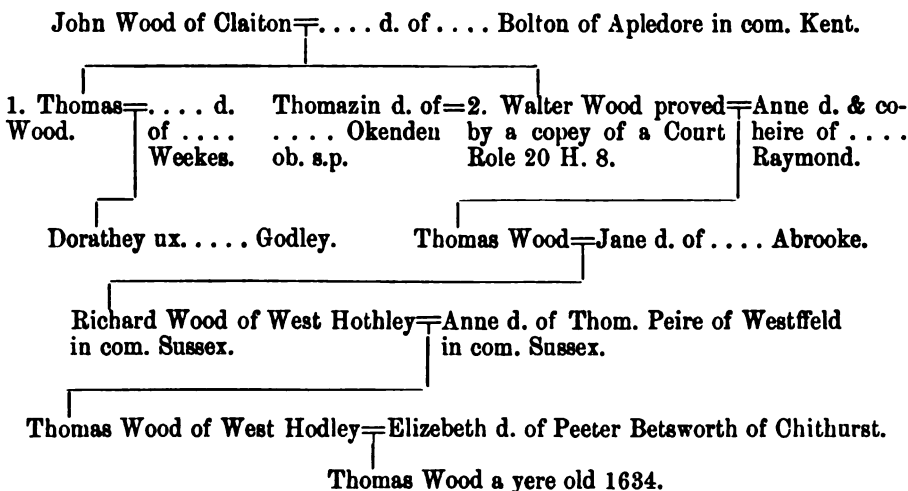 John Wood of Claiton=. . . . d. of . . . . Bolton of Apledore in com. Kent.
1. Thomas=. . . . d. Thomazin d. of=2. Walter Wood proved=Anne d. & co-
Wood. of . . . . . . . . Okenden by a copey of a Court heire of . . . .
Weekes. ob. s.p. Role 20 H. 8. Raymond.
Dorathey ux. . . . . Godley. Thomas Wood=Jane d. of . . . . Abrooke.
Richard Wood of West Hothley=Anne d. of Thom. Peire of Westffeld
in com. Sussex. in com. Sussex.
Thomas Wood of West Hodley=Elizebeth d. of Peeter Betsworth of Chithurst.
Thomas Wood a yere old 1634.